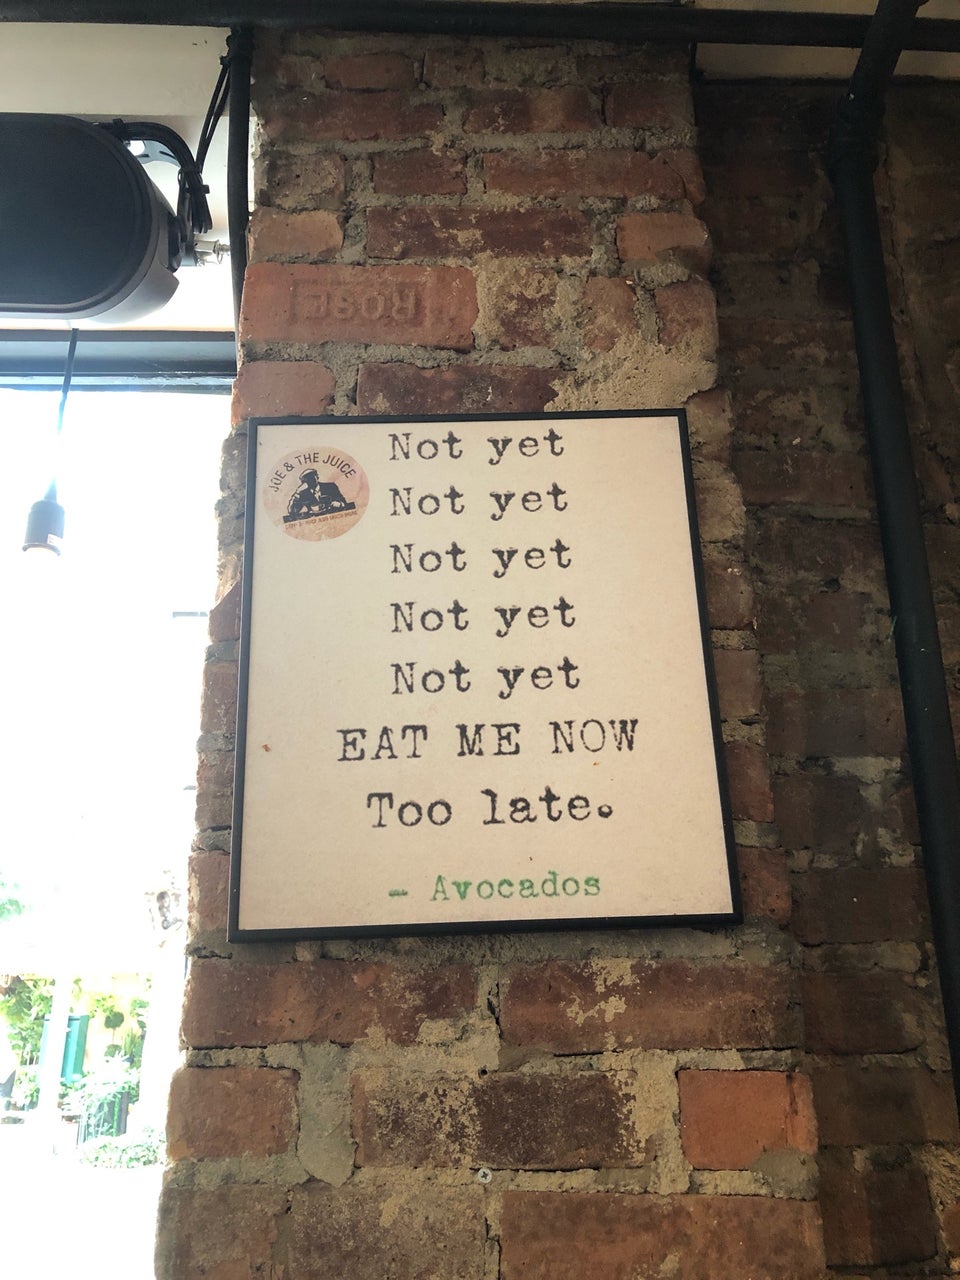 ROSE
JOE & THE JUICE
Not yet
Not yet
Not yet
Not yet
Not yet
EAT ME NOW
Too late.
- Avocados